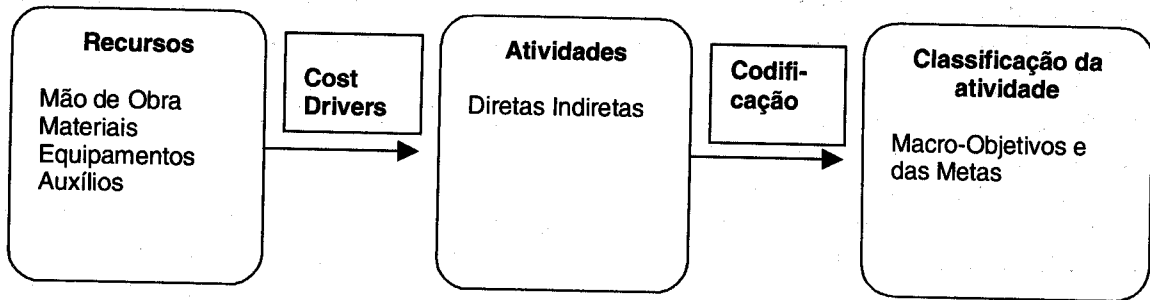 Recursos
Mão de Obra
Materiais
Equipamentos
Auxílios
Cost
Drivers
Atividades
Diretas Indiretas
Codifi-
cação
Classificação da
atividade
Macro-Objetivos e
das Metas